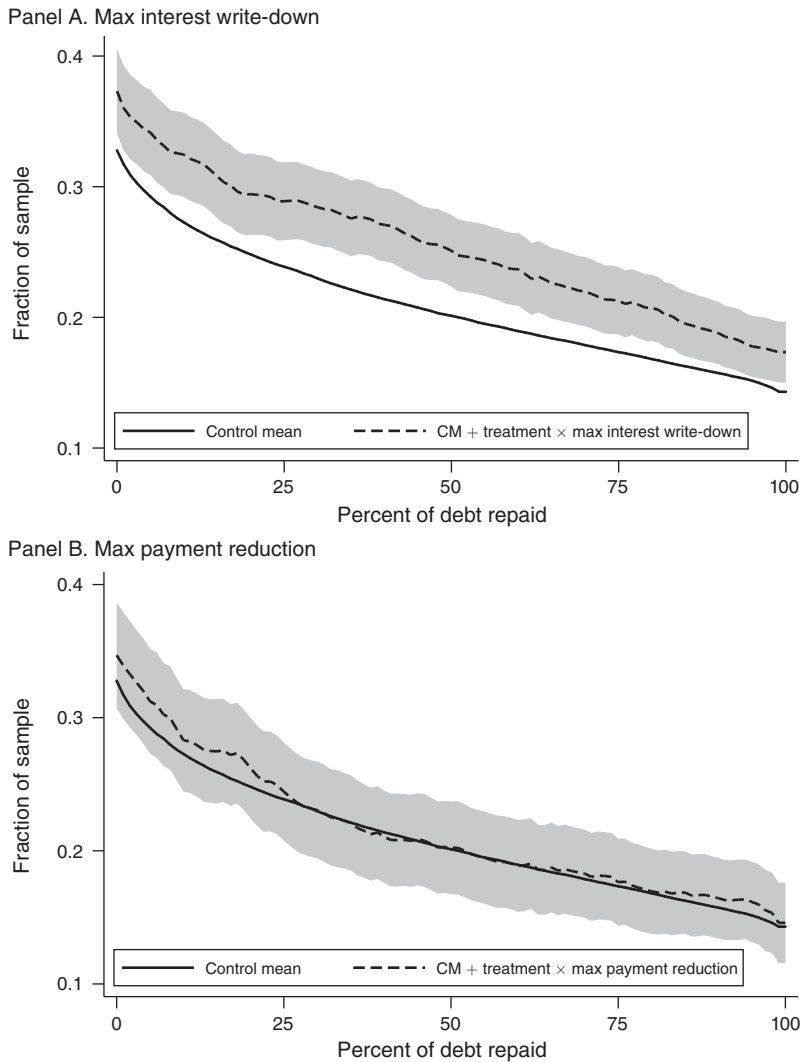 Panel A. Max interest write-down
0.4
0.3
0.2
0.1
Fraction of sample
Control mean
CM + treatment × max interest write-down
0 25 50 75 100
Percent of debt repaid
Panel B. Max payment reduction
0.4
0.3
0.2
0.1
Fraction of sample
Control mean
CM + treatment × max payment reduction
0 25 50 75 100
Percent of debt repaid